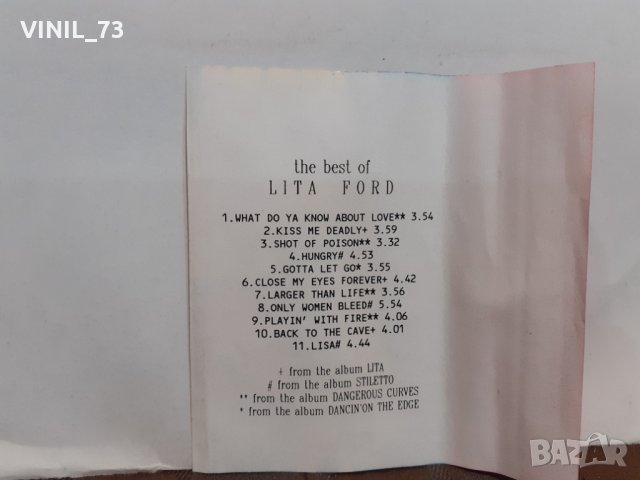 VINIL_73
the best of
LITA FORD
1.WHAT DO YA KNOW ABOUT LOVE** 3.54
2.KISS ME DEADLY+ 3.59
3.SHOT OF POISON** 3.32
4.HUNGRY# 4.53
5.GOTTA LET GO* 3.55
6.CLOSE MY EYES FOREVER+ 4.42
7.LARGER THAN LIFE** 3.56
8.ONLY WOMEN BLEED# 5.54
9.PLAYIN' WITH FIRE** 4.06
10.BACK TO THE CAVE+ 4.01
11.LISA# 4.44
+ from the album LITA
# from the album STILETTO
** from the album DANGEROUS CURVES
* from the album DANCIN'ON THE EDGE
BAZAR